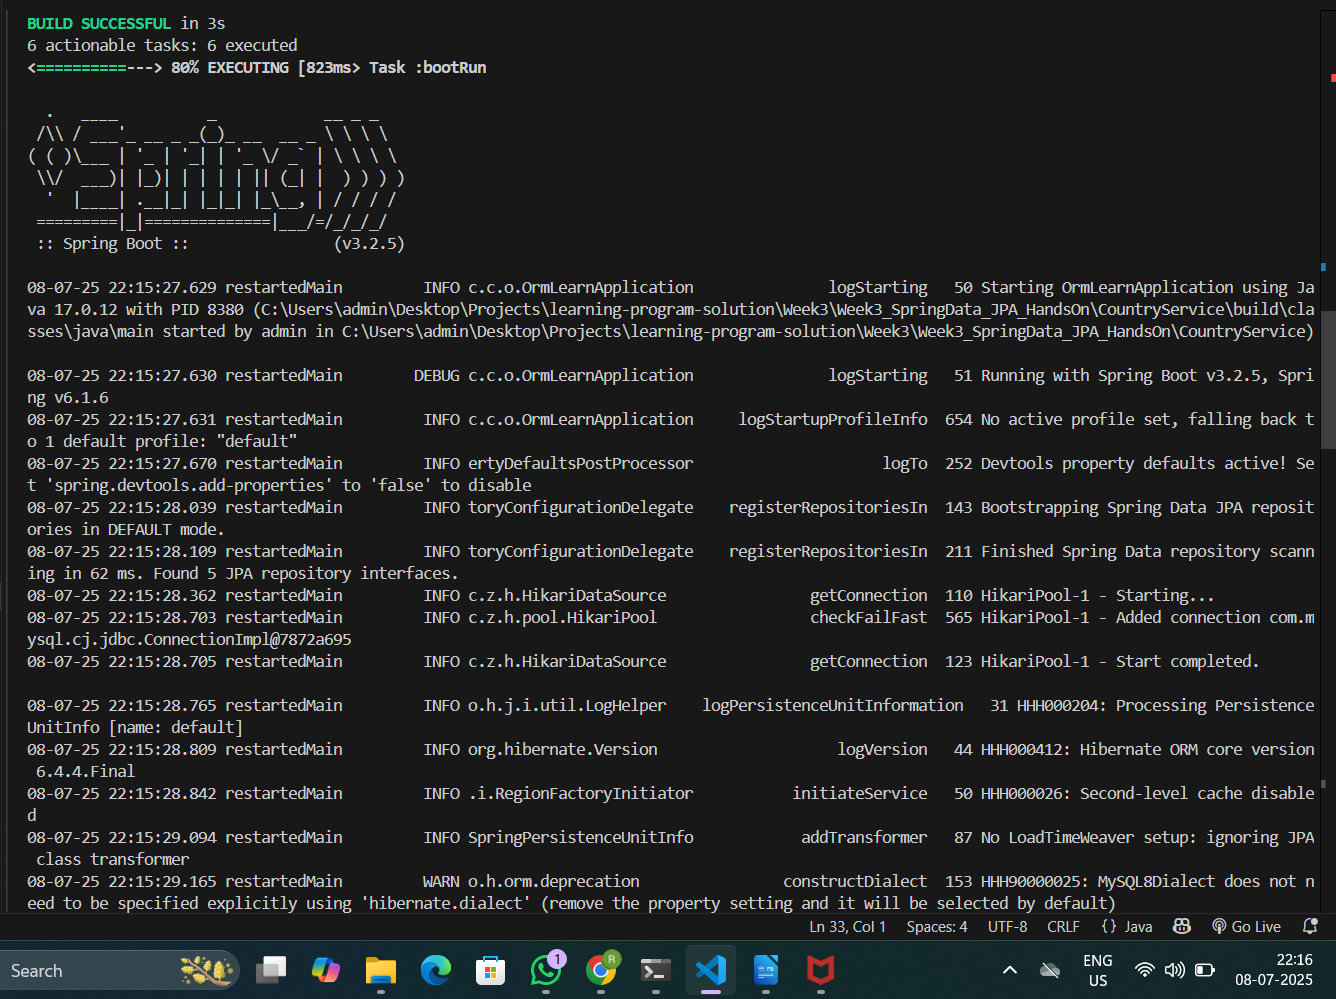 BUILD SUCCESSFUL in 3s
6 actionable tasks: 6 executed
<==========---> 80% EXECUTING [823ms> Task :bootRun
  .   ____          _            __ _ _
 /\\ / ___'_ __ _ _(_)_ __  __ _ \ \ \ \
( ( )\___ | '_ | '_| | '_ \/ _` | \ \ \ \
 \\/  ___)| |_)| | | | | || (_| |  ) ) ) )
  '  |____| .__|_| |_|_| |_\__, | / / / /
 =========|_|==============|___/=/_/_/_/
 :: Spring Boot ::                (v3.2.5)
08-07-25 22:15:27.629 restartedMain         INFO c.c.o.OrmLearnApplication               logStarting   50 Starting OrmLearnApplication using Ja
va 17.0.12 with PID 8380 (C:\Users\admin\Desktop\Projects\learning-program-solution\Week3\Week3_SpringData_JPA_HandsOn\CountryService\build\cla
sses\java\main started by admin in C:\Users\admin\Desktop\Projects\learning-program-solution\Week3\Week3_SpringData_JPA_HandsOn\CountryService)
08-07-25 22:15:27.630 restartedMain        DEBUG c.c.o.OrmLearnApplication               logStarting   51 Running with Spring Boot v3.2.5, Spri
ng v6.1.6
08-07-25 22:15:27.631 restartedMain         INFO c.c.o.OrmLearnApplication     logStartupProfileInfo  654 No active profile set, falling back t
o 1 default profile: "default"
08-07-25 22:15:27.670 restartedMain         INFO ertyDefaultsPostProcessor                     logTo  252 Devtools property defaults active! Se
t 'spring.devtools.add-properties' to 'false' to disable
08-07-25 22:15:28.039 restartedMain         INFO toryConfigurationDelegate    registerRepositoriesIn  143 Bootstrapping Spring Data JPA reposit
ories in DEFAULT mode.
08-07-25 22:15:28.109 restartedMain         INFO toryConfigurationDelegate    registerRepositoriesIn  211 Finished Spring Data repository scann
ing in 62 ms. Found 5 JPA repository interfaces.
08-07-25 22:15:28.362 restartedMain         INFO c.z.h.HikariDataSource                getConnection  110 HikariPool-1 - Starting...
08-07-25 22:15:28.703 restartedMain         INFO c.z.h.pool.HikariPool                 checkFailFast  565 HikariPool-1 - Added connection com.m
ysql.cj.jdbc.ConnectionImpl@7872a695
08-07-25 22:15:28.705 restartedMain         INFO c.z.h.HikariDataSource                getConnection  123 HikariPool-1 - Start completed.
08-07-25 22:15:28.765 restartedMain         INFO o.h.j.i.util.LogHelper    logPersistenceUnitInformation   31 HHH000204: Processing Persistence
UnitInfo [name: default]
08-07-25 22:15:28.809 restartedMain         INFO org.hibernate.Version                    logVersion   44 HHH000412: Hibernate ORM core version
 6.4.4.Final
08-07-25 22:15:28.842 restartedMain         INFO .i.RegionFactoryInitiator           initiateService   50 HHH000026: Second-level cache disable
d
08-07-25 22:15:29.094 restartedMain         INFO SpringPersistenceUnitInfo            addTransformer   87 No LoadTimeWeaver setup: ignoring JPA
 class transformer
08-07-25 22:15:29.165 restartedMain         WARN o.h.orm.deprecation                constructDialect  153 HHH90000025: MySQL8Dialect does not n
eed to be specified explicitly using 'hibernate.dialect' (remove the property setting and it will be selected by default)
Ln 33, Col 1 Spaces: 4 UTF-8 CRLF {} Java Go Live
Search 1 R ENG 22:16
US 08-07-2025